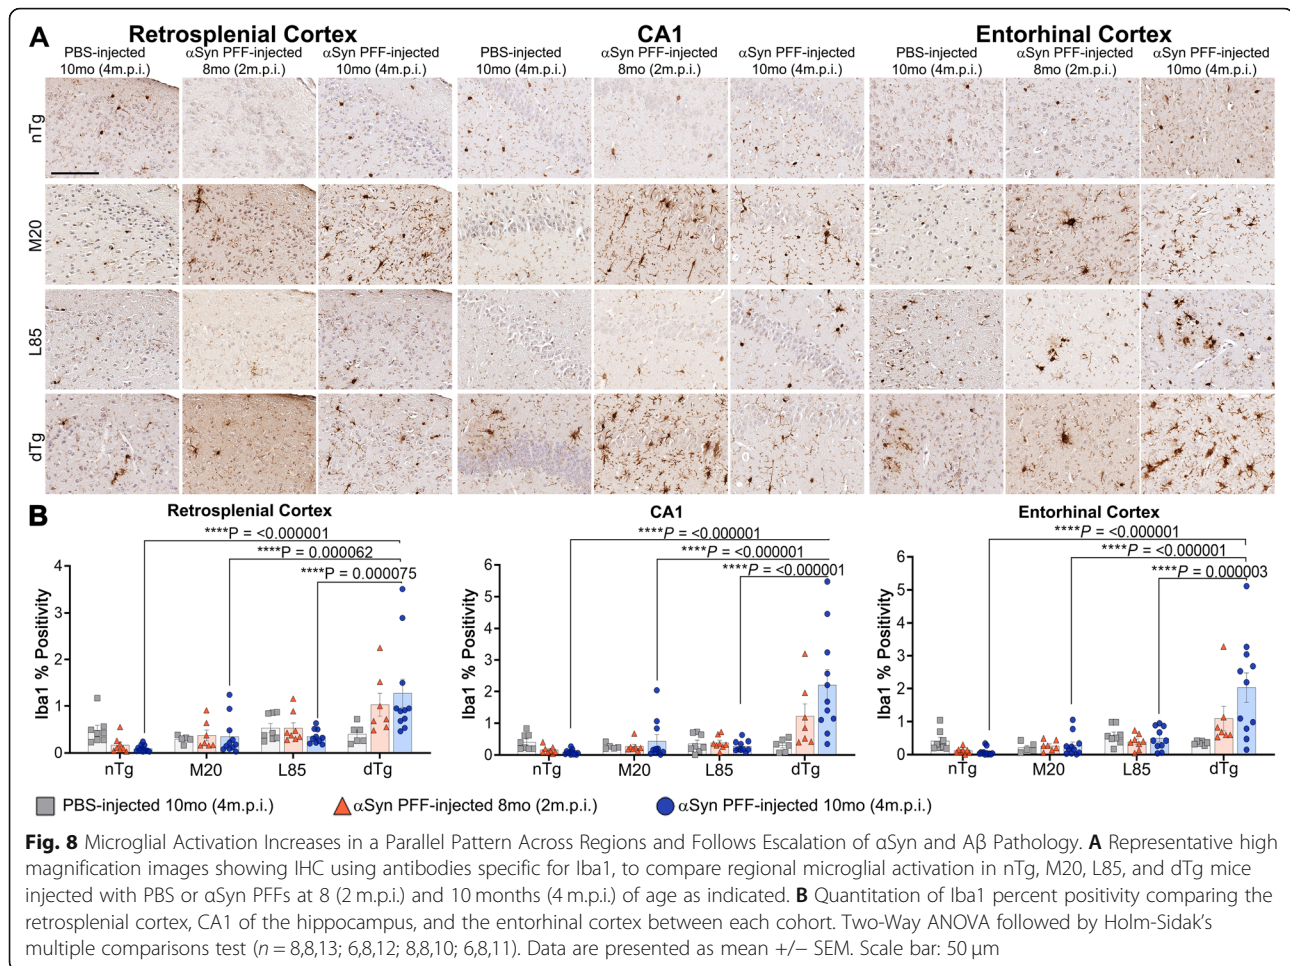 A
Retrosplenial Cortex
CA1
Entorhinal Cortex
PBS-injected
10mo (4m.p.i.)
αSyn PFF-injected
8mo (2m.p.i.)
αSyn PFF-injected
10mo (4m.p.i.)
PBS-injected
10mo (4m.p.i.)
αSyn PFF-injected
8mo (2m.p.i.)
αSyn PFF-injected
10mo (4m.p.i.)
PBS-injected
10mo (4m.p.i.)
αSyn PFF-injected
8mo (2m.p.i.)
αSyn PFF-injected
10mo (4m.p.i.)
nTg
M20
L85
dTg
B
Retrosplenial Cortex
****P = <0.000001
****P = 0.000062
****P = 0.000075
Iba1 % Positivity
4
3
2
1
0
nTg M20 L85 dTg
CA1
****P = <0.000001
****P = <0.000001
****P = <0.000001
Iba1 % Positivity
6
5
4
3
2
1
0
nTg M20 L85 dTg
Entorhinal Cortex
****P = <0.000001
****P = <0.000001
****P = 0.000003
Iba1 % Positivity
6
5
4
3
2
1
0
nTg M20 L85 dTg
PBS-injected 10mo (4m.p.i.) αSyn PFF-injected 8mo (2m.p.i.) αSyn PFF-injected 10mo (4m.p.i.)
Fig. 8 Microglial Activation Increases in a Parallel Pattern Across Regions and Follows Escalation of αSyn and Aβ Pathology. A Representative high
magnification images showing IHC using antibodies specific for Iba1, to compare regional microglial activation in nTg, M20, L85, and dTg mice
injected with PBS or αSyn PFFs at 8 (2 m.p.i.) and 10 months (4 m.p.i.) of age as indicated. B Quantitation of Iba1 percent positivity comparing the
retrosplenial cortex, CA1 of the hippocampus, and the entorhinal cortex between each cohort. Two-Way ANOVA followed by Holm-Sidak's
multiple comparisons test (n = 8,8,13; 6,8,12; 8,8,10; 6,8,11). Data are presented as mean +/− SEM. Scale bar: 50 μm